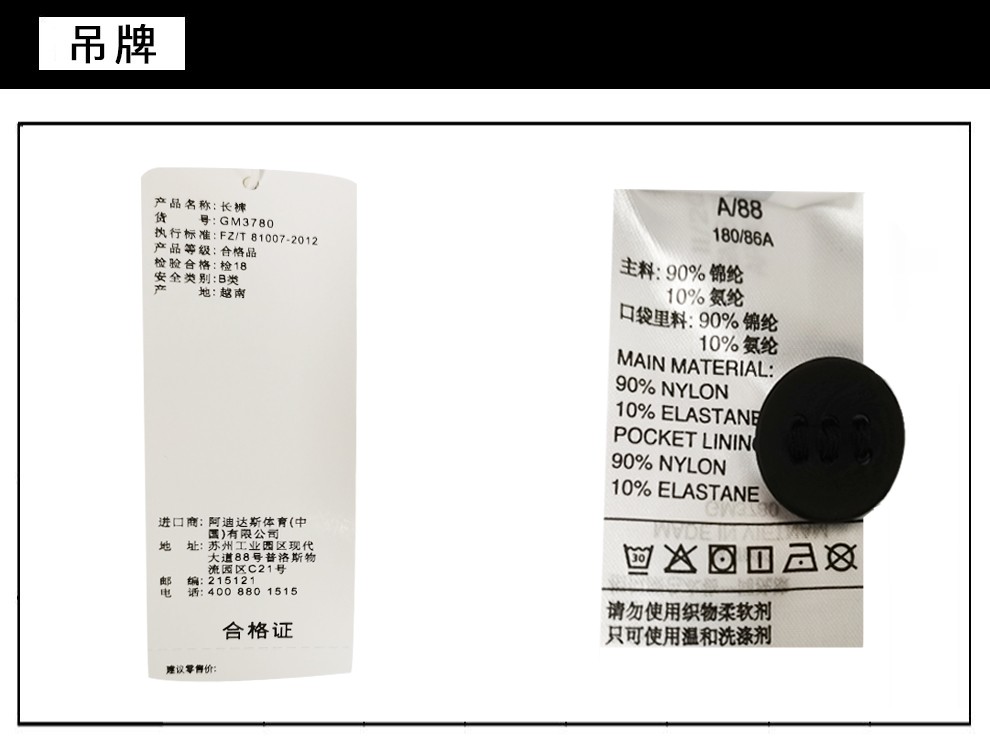 吊牌
产品名称: 长裤
货 号: GM3780
执行标准: FZ/T 81007-2012
产品等级: 合格品
检验合格: 检18
安全类别: B类
产 地: 越南
进口商: 阿迪达斯体育(中
国)有限公司
地 址: 苏州工业园区现代
大道88号普洛斯物
流园区C21号
邮 编: 215121
电 话: 400 880 1515
合格证
建议零售价:
A/88
180/86A
主料: 90% 锦纶
10% 氨纶
口袋里料: 90% 锦纶
10% 氨纶
MAIN MATERIAL:
90% NYLON
10% ELASTANE
POCKET LINING
90% NYLON
10% ELASTANE
GM3780
MADE IN VIETNAM
30
请勿使用织物柔软剂
只可使用温和洗涤剂